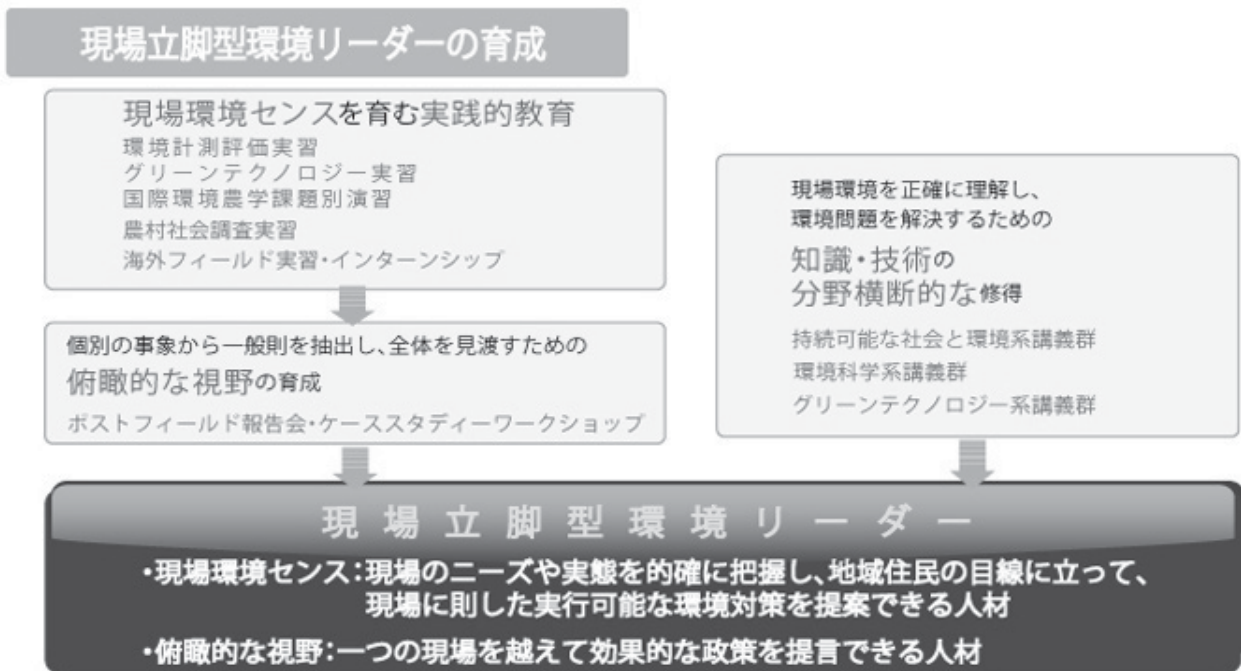 現場立脚型環境リーダーの育成
現場環境センスを育む実践的教育
環境計測評価実習
グリーンテクノロジー実習
国際環境農学課題別演習
農村社会調査実習
海外フィールド実習・インターンシップ
個別の事象から一般則を抽出し、全体を見渡すための
俯瞰的な視野の育成
ポストフィールド報告会・ケーススタディーワークショップ
現場環境を正確に理解し、
環境問題を解決するための
知識・技術の
分野横断的な修得
持続可能な社会と環境系講義群
環境科学系講義群
グリーンテクノロジー系講義群
現場立脚型環境リーダー
・現場環境センス：現場のニーズや実態を的確に把握し、地域住民の目線に立って、
現場に則した実行可能な環境対策を提案できる人材
・俯瞰的な視野：一つの現場を越えて効果的な政策を提言できる人材